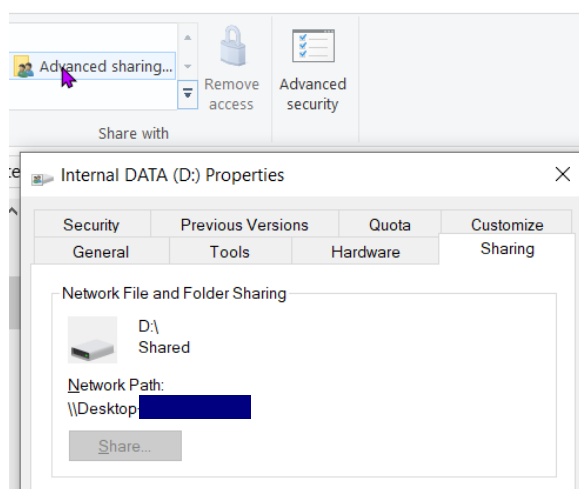 Advanced sharing...
Remove access
Advanced security
Share with
Internal DATA (D:) Properties
Security Previous Versions Quota Customize
General Tools Hardware Sharing
Network File and Folder Sharing
D:\
Shared
Network Path:
\\Desktop-
Share...